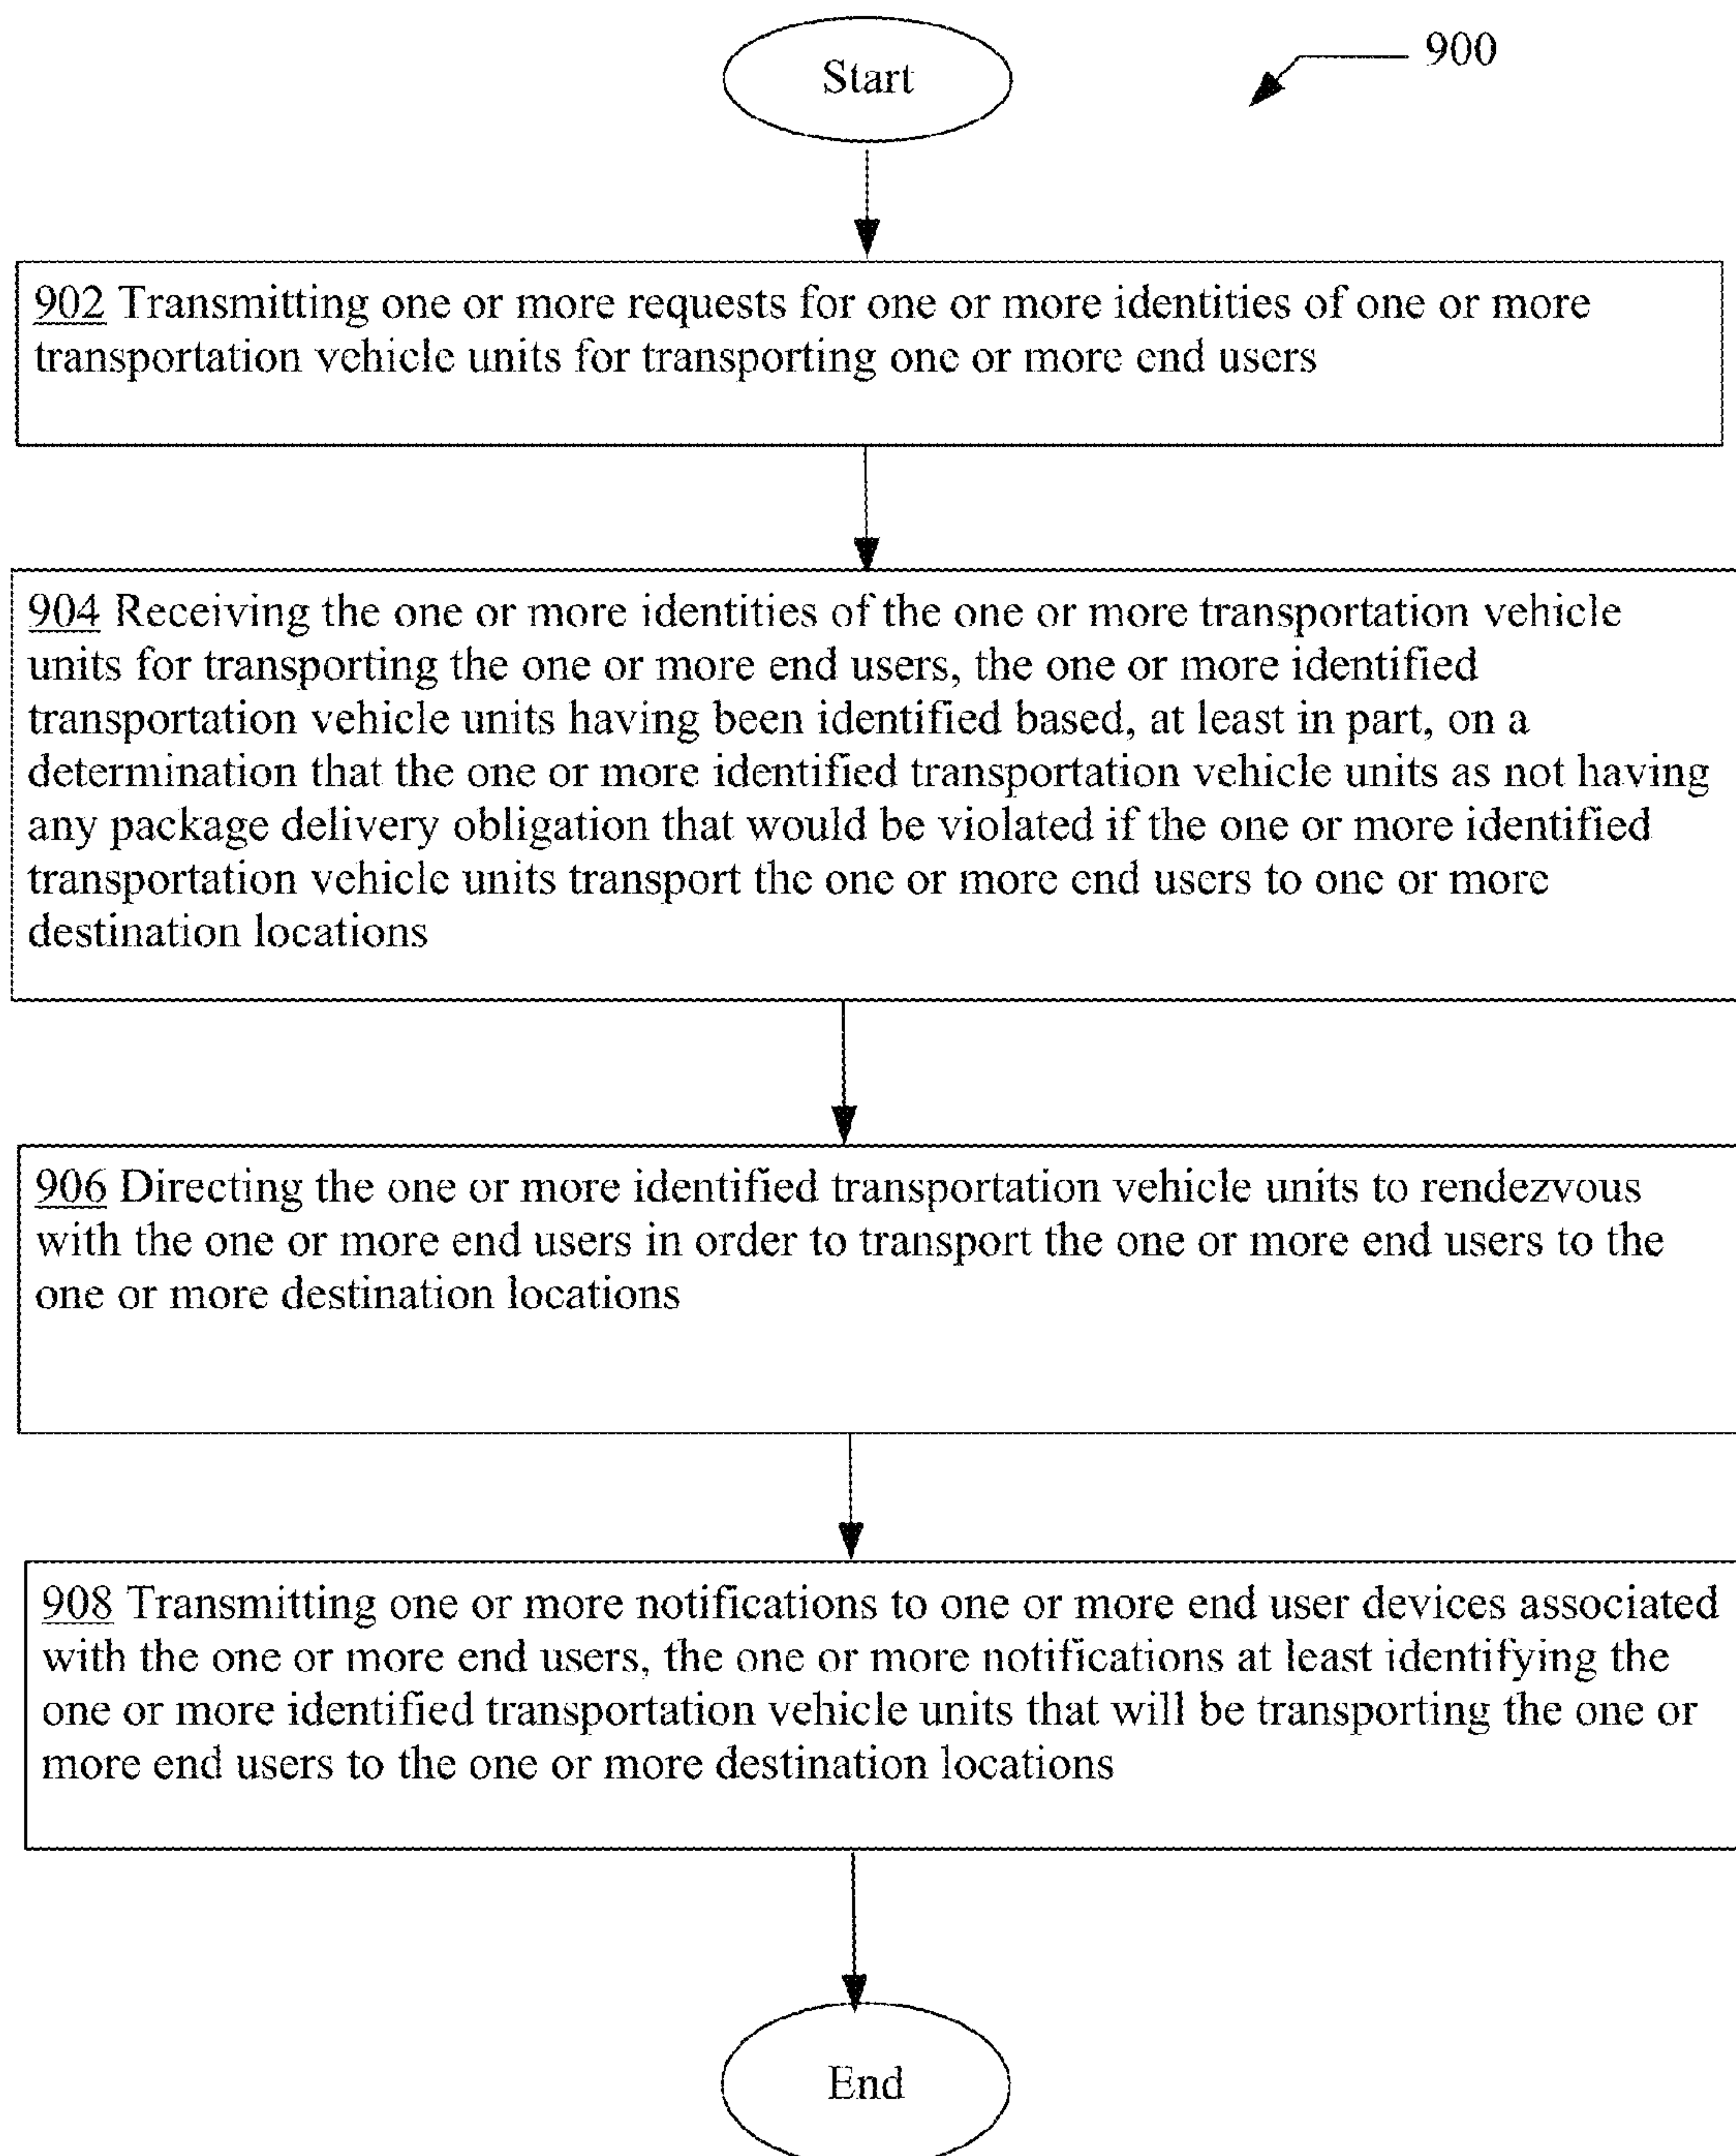 Start
900
902 Transmitting one or more requests for one or more identities of one or more
transportation vehicle units for transporting one or more end users
904 Receiving the one or more identities of the one or more transportation vehicle
units for transporting the one or more end users, the one or more identified
transportation vehicle units having been identified based, at least in part, on a
determination that the one or more identified transportation vehicle units as not having
any package delivery obligation that would be violated if the one or more identified
transportation vehicle units transport the one or more end users to one or more
destination locations
906 Directing the one or more identified transportation vehicle units to rendezvous
with the one or more end users in order to transport the one or more end users to the
one or more destination locations
908 Transmitting one or more notifications to one or more end user devices associated
with the one or more end users, the one or more notifications at least identifying the
one or more identified transportation vehicle units that will be transporting the one or
more end users to the one or more destination locations
End